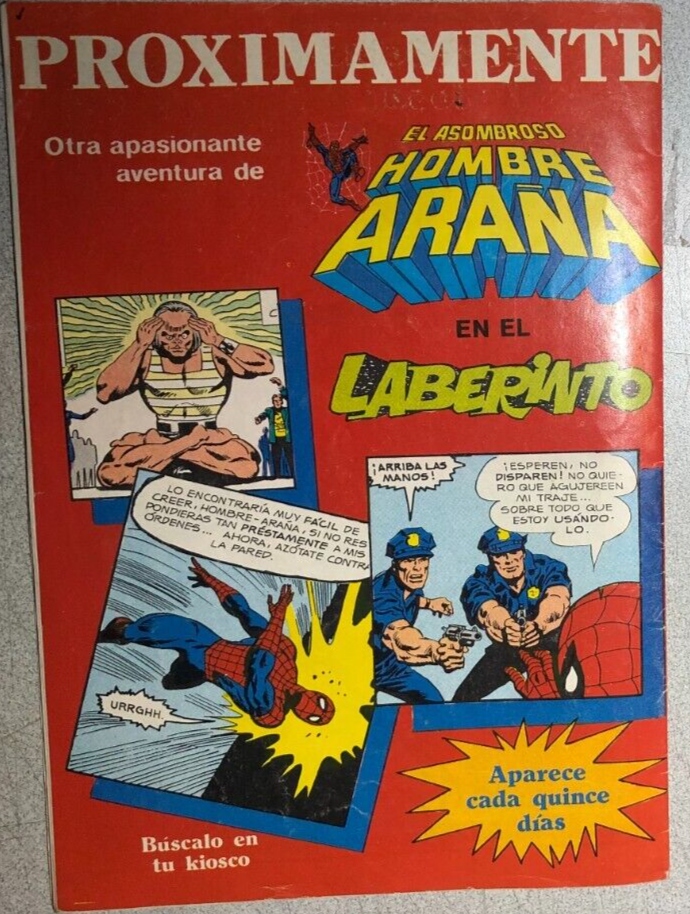 PROXIMAMENTE
Otra apasionante
aventura de
EL ASOMBROSO
HOMBRE
ARAÑA
EN EL
LABERINTO
C
LO ENCONTRARÍA MUY FÁCIL DE
CREER, HOMBRE-ARAÑA, SI NO RES
PONDIERAS TAN PRÉSTAMENTE A MIS
ÓRDENES... AHORA, AZÓTATE CONTRA
LA PARED.
URRGHH.
¡ARRIBA LAS
MANOS!
¡ESPEREN, NO
DISPAREN! NO QUIE-
RO QUE AGUJEREEN
MI TRAJE...
SOBRE TODO QUE
ESTOY USÁNDO-
LO.
Aparece
cada quince
días
Búscalo en
tu kiosco